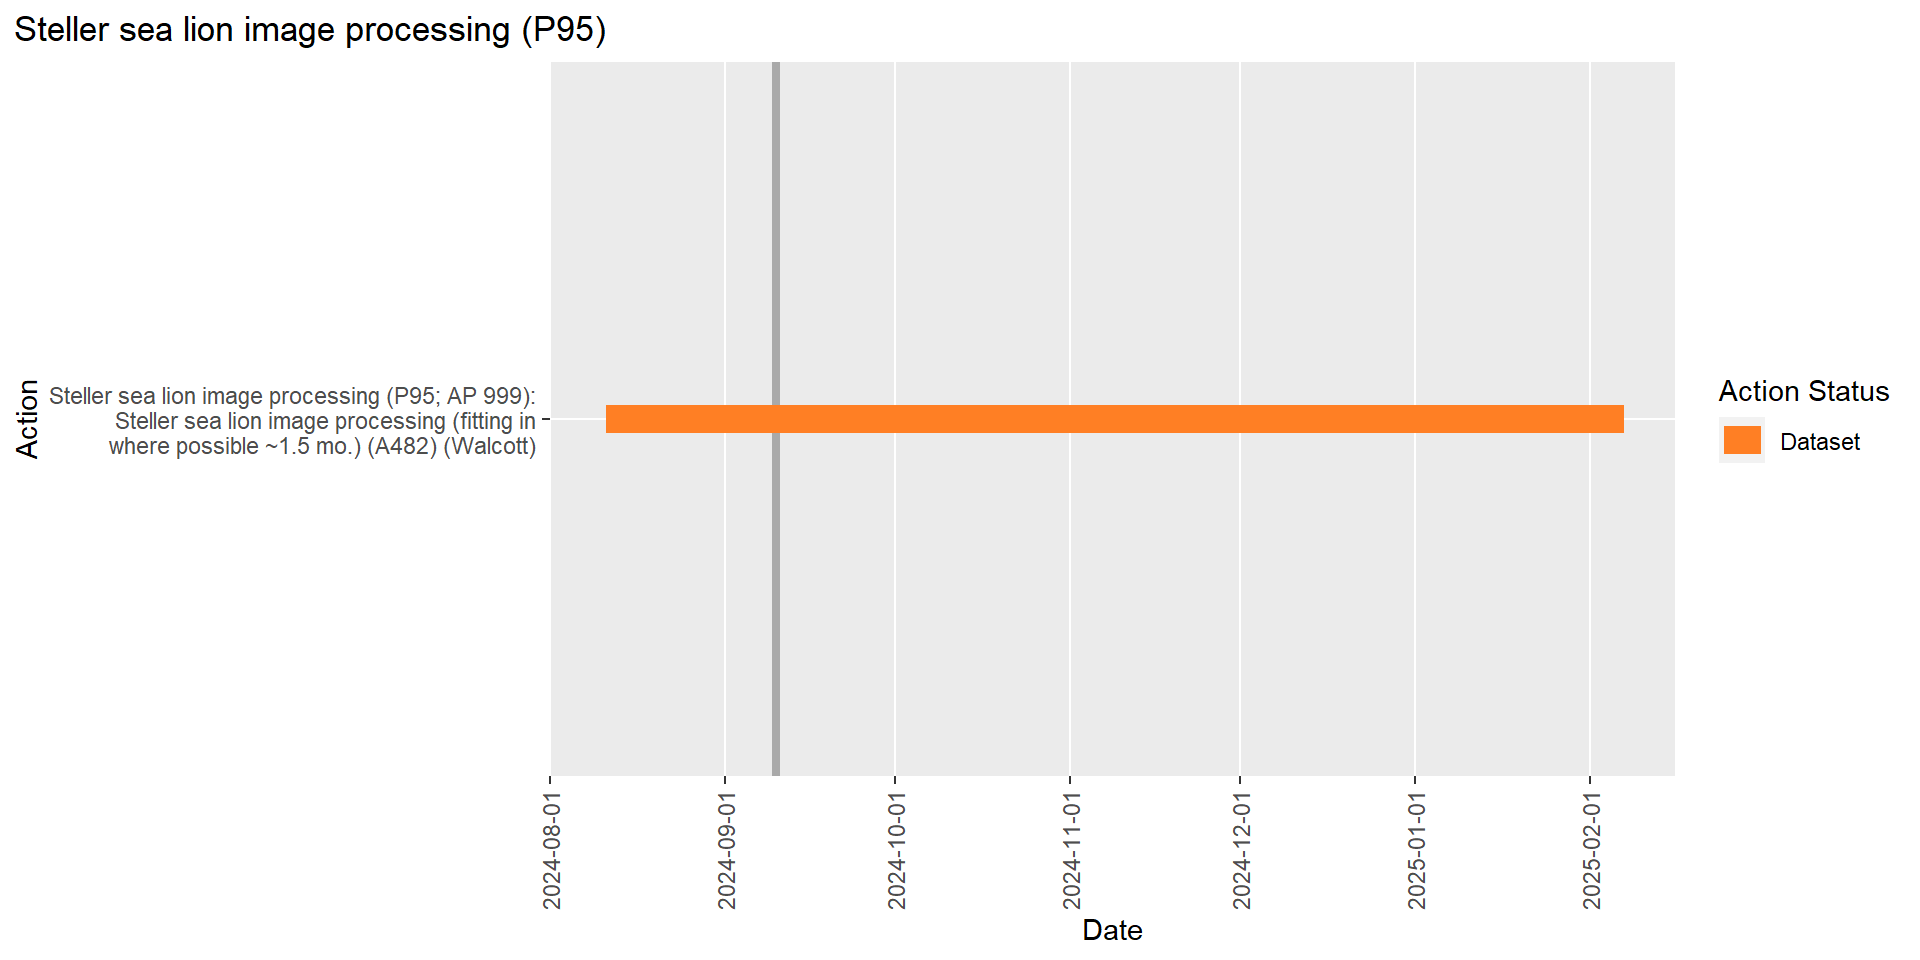 Steller sea lion image processing (P95)
Action
Steller sea lion image processing (P95; AP 999):
Steller sea lion image processing (fitting in
where possible ~1.5 mo.) (A482) (Walcott)
Action Status
Dataset
2024-08-01
2024-09-01
2024-10-01
2024-11-01
2024-12-01
2025-01-01
2025-02-01
Date